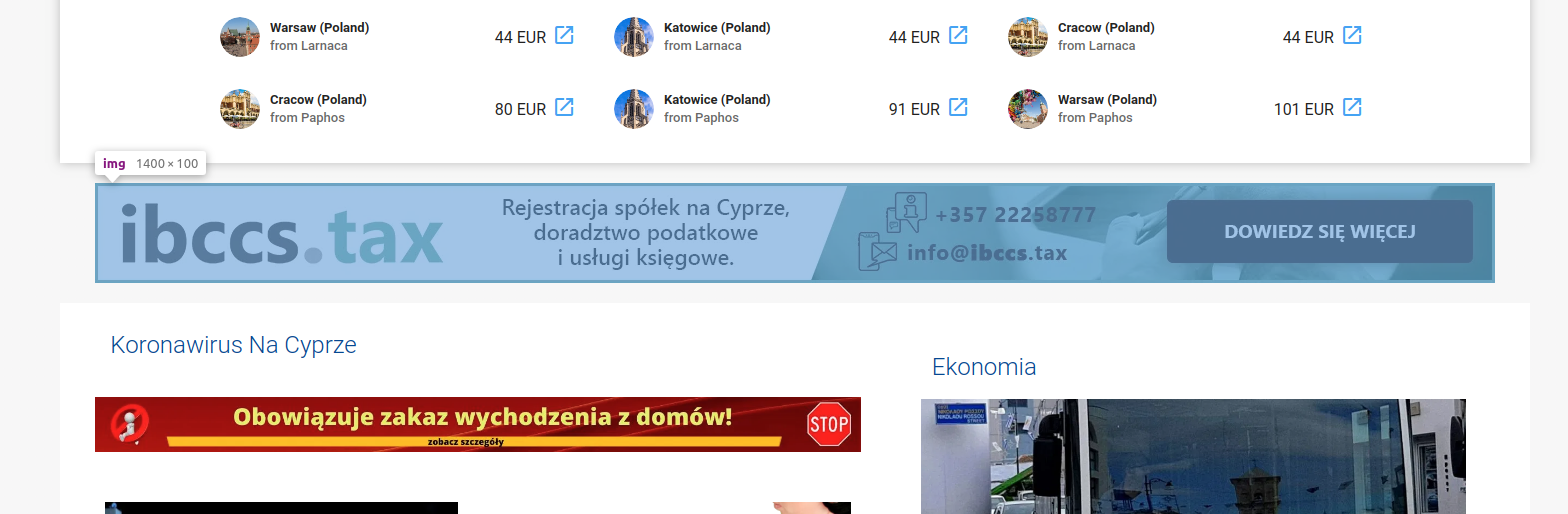 Warsaw (Poland)
from Larnaca
44 EUR
Katowice (Poland)
from Larnaca
44 EUR
Cracow (Poland)
from Larnaca
44 EUR
Cracow (Poland)
from Paphos
80 EUR
Katowice (Poland)
from Paphos
91 EUR
Warsaw (Poland)
from Paphos
101 EUR
img 1400 × 100
ibccs.tax
Rejestracja spółek na Cyprze,
doradztwo podatkowe
i usługi księgowe.
+357 22258777
info@ibccs.tax
DOWIEDZ SIĘ WIĘCEJ
Koronawirus Na Cyprze
Obowiązuje zakaz wychodzenia z domów!
zobacz szczegóły
STOP
Ekonomia
STREET